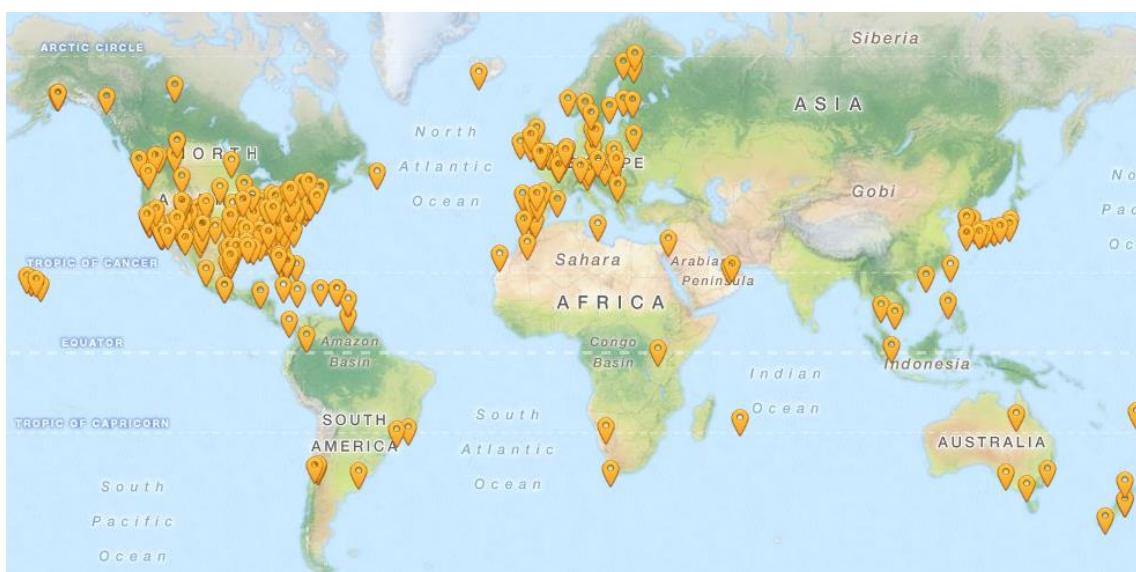 ARCTIC CIRCLE
Siberia
ASIA
North
Atlantic
Ocean
NORTH
Gobi
TROPIC OF CANCER
Sahara
Arabian
Peninsula
AFRICA
EQUATOR
Amazon
Basin
Congo
Basin
Indonesia
Indian
Ocean
TROPIC OF CAPRICORN
SOUTH
AMERICA
South
Atlantic
Ocean
AUSTRALIA
South
Pacific
Ocean